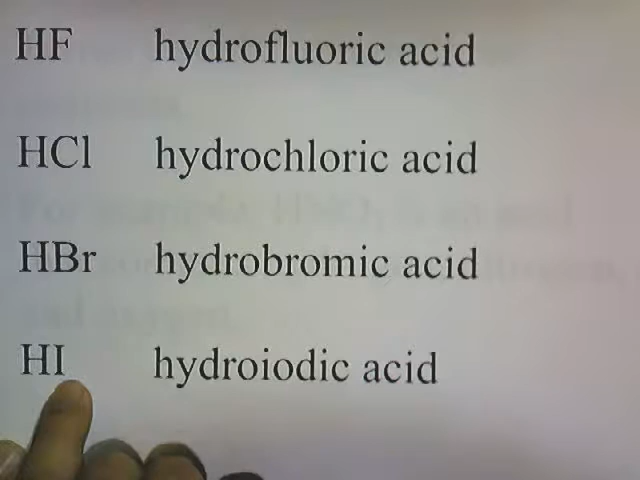 HF hydrofluoric acid
HCl hydrochloric acid
HBr hydrobromic acid
HI hydroiodic acid